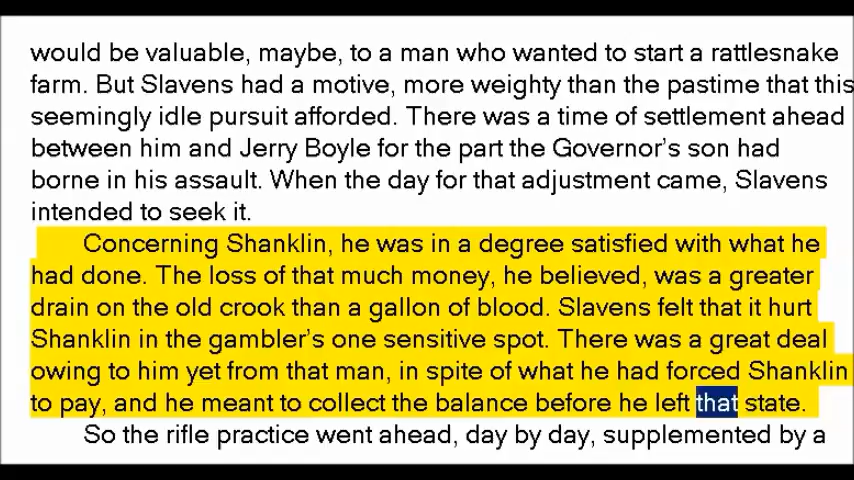 would be valuable, maybe, to a man who wanted to start a rattlesnake
farm. But Slavens had a motive, more weighty than the pastime that this
seemingly idle pursuit afforded. There was a time of settlement ahead
between him and Jerry Boyle for the part the Governor’s son had
borne in his assault. When the day for that adjustment came, Slavens
intended to seek it.
Concerning Shanklin, he was in a degree satisfied with what he
had done. The loss of that much money, he believed, was a greater
drain on the old crook than a gallon of blood. Slavens felt that it hurt
Shanklin in the gambler’s one sensitive spot. There was a great deal
owing to him yet from that man, in spite of what he had forced Shanklin
to pay, and he meant to collect the balance before he left that state.
So the rifle practice went ahead, day by day, supplemented by a